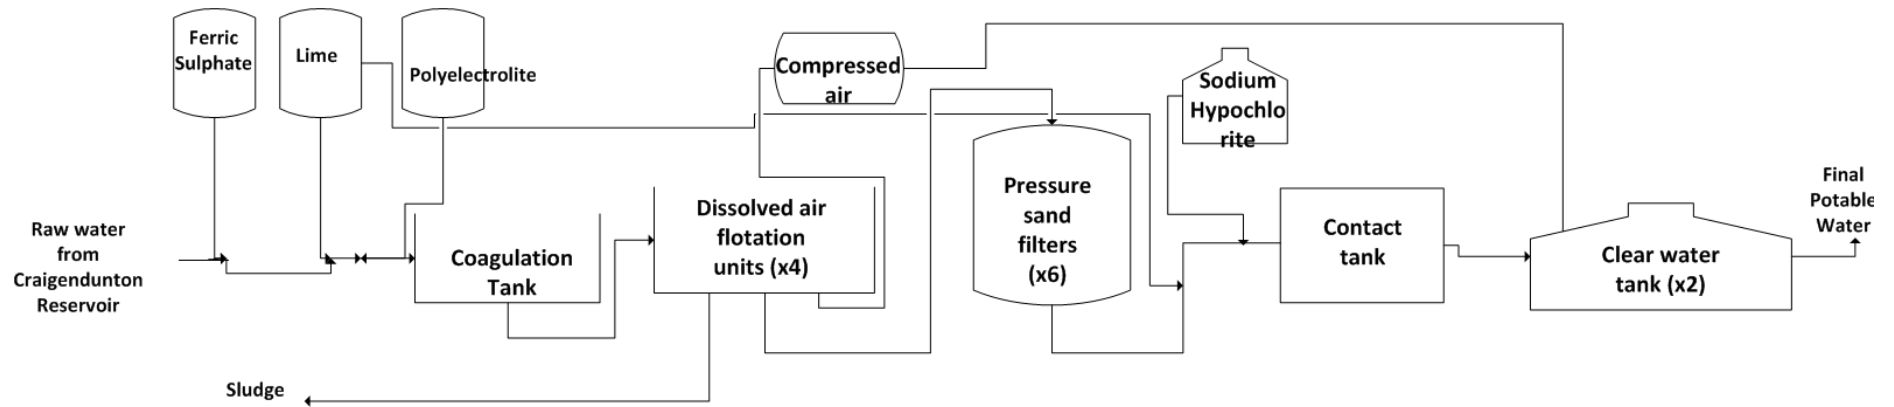 Ferric
Sulphate
Lime
Polyelectrolite
Compressed
air
Sodium
Hypochlo
rite
Raw water
from
Craigendunton
Reservoir
Coagulation
Tank
Dissolved air
flotation
units (x4)
Pressure
sand
filters
(x6)
Contact
tank
Clear water
tank (x2)
Final
Potable
Water
Sludge